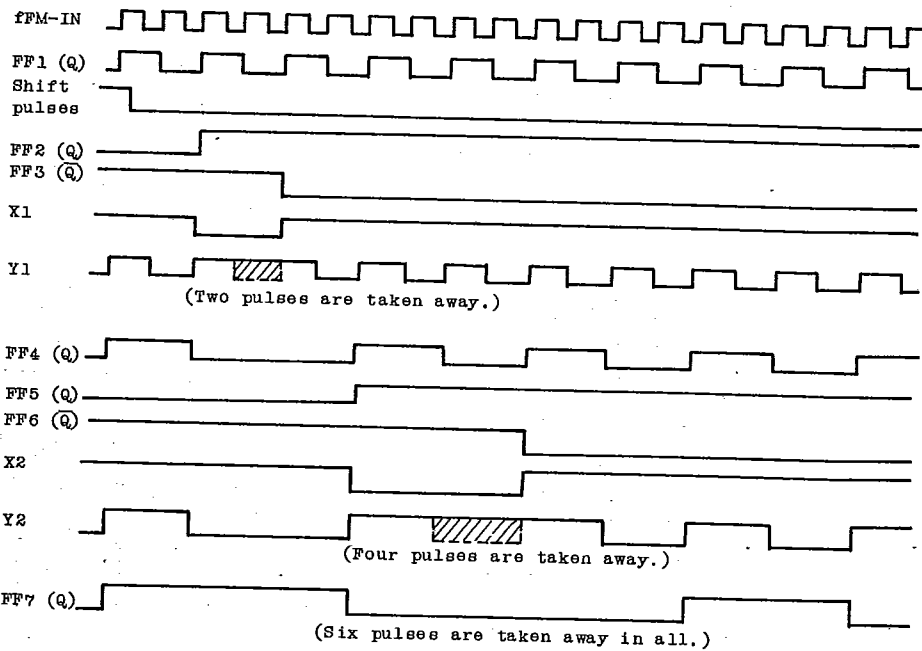 fFM-IN
FF1 (Q)
Shift
pulses
FF2 (Q)
FF3 (Q̅)
X1
Y1
(Two pulses are taken away.)
FF4 (Q)
FF5 (Q)
FF6 (Q̅)
X2
Y2
(Four pulses are taken away.)
FF7 (Q)
(Six pulses are taken away in all.)